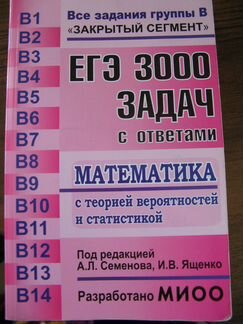 B1
B2
B3
B4
B5
B6
B7
B8
B9
B10
B11
B12
B13
B14
Все задания группы В
«ЗАКРЫТЫЙ СЕГМЕНТ»
ЕГЭ 3000
ЗАДАЧ
с ответами
МАТЕМАТИКА
с теорией вероятностей
и статистикой
Под редакцией
А.Л. Семенова, И.В. Ященко
Разработано МИОО